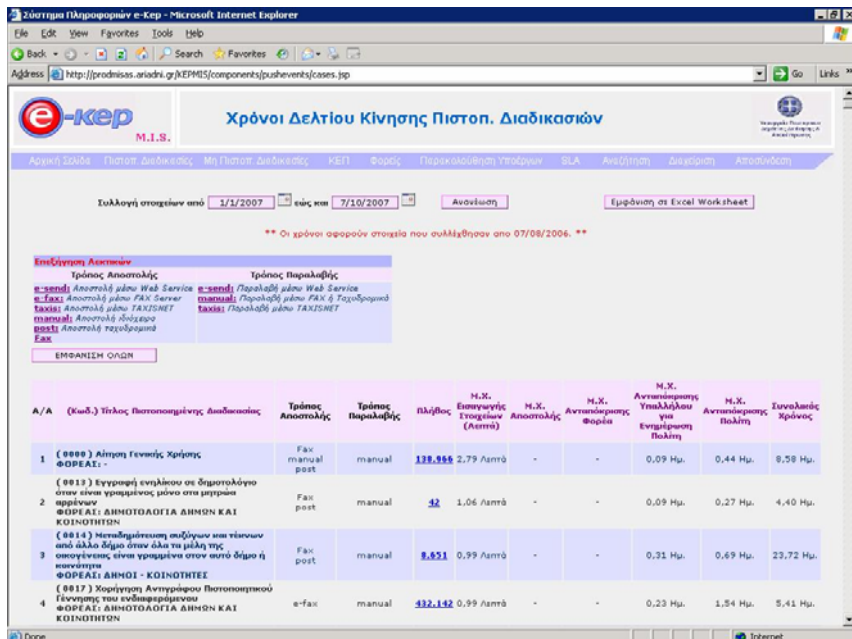 Σύστημα Πληροφοριών e-Kep - Microsoft Internet Explorer
File Edit View Favorites Tools Help
Back Search Favorites
Address http://prodmisas.ariadni.gr/KEPMIS/components/pushevents/cases.jsp Go Links
e-κεp
M.I.S.
Χρόνοι Δελτίου Κίνησης Πιστοπ. Διαδικασιών
Αρχική Σελίδα Πιστοπ. Διαδικασίες Μη Πιστοπ. Διαδικασίες ΚΕΠ Φορείς Παρακολούθηση Υποέργων SLA Αναζήτηση Διαχείριση Αποσύνδεση
Συλλογή στοιχείων από 1/1/2007 εώς και 7/10/2007 Ανανέωση Εμφάνιση σε Excel Worksheet
** Οι χρόνοι αφορούν στοιχεία που συλλέχθησαν απο 07/08/2006. **
Επεξήγηση Λεκτικών
Τρόπος Αποστολής Τρόπος Παραλαβής
e-send: Αποστολή μέσω Web Service e-send: Παραλαβή μέσω Web Service
e-fax: Αποστολή μέσω FAX Server manual: Παραλαβή μέσω FAX ή Ταχυδρομικά
taxis: Αποστολή μέσω TAXISNET taxis: Παραλαβή μέσω TAXISNET
manual: Αποστολή ιδιόχειρα
post: Αποστολή ταχυδρομικά
Fax
ΕΜΦΑΝΙΣΗ ΟΛΩΝ
Α/Α (Κωδ.) Τίτλος Πιστοποιημένης Διαδικασίας Τρόπος Αποστολής Τρόπος Παραλαβής Πλήθος Μ.Χ. Εισαγωγής Στοιχείων (Λεπτά) Μ.Χ. Αποστολής Μ.Χ. Ανταπόκρισης Φορέα Μ.Χ. Ανταπόκρισης Υπαλλήλου για Ενημέρωση Πολίτη Μ.Χ. Ανταπόκρισης Πολίτη Συνολικός Χρόνος
1 ( 0000 ) Αίτηση Γενικής Χρήσης
ΦΟΡΕΑΣ: -
Fax
manual
post
manual 138.966 2,79 Λεπτά - - 0,09 Ημ. 0,44 Ημ. 8,58 Ημ.
2 ( 0013 ) Εγγραφή ενηλίκου σε δημοτολόγιο
όταν είναι γραμμένος μόνο στα μητρώα
αρρένων
ΦΟΡΕΑΣ: ΔΗΜΟΤΟΛΟΓΙΑ ΔΗΜΩΝ ΚΑΙ
ΚΟΙΝΟΤΗΤΩΝ
Fax
post
manual 42 1,06 Λεπτά - - 0,09 Ημ. 0,27 Ημ. 4,40 Ημ.
3 ( 0014 ) Μεταδημότευση συζύγων και τέκνων
από άλλο δήμο όταν όλα τα μέλη της
οικογένειας είναι γραμμένα στον αυτό δήμο ή
κοινότητα
ΦΟΡΕΑΣ: ΔΗΜΟΙ - ΚΟΙΝΟΤΗΤΕΣ
Fax
post
manual 8.651 0,99 Λεπτά - - 0,31 Ημ. 0,69 Ημ. 23,72 Ημ.
4 ( 0017 ) Χορήγηση Αντιγράφου Πιστοποιητικού
Γέννησης του ενδιαφερόμενου
ΦΟΡΕΑΣ: ΔΗΜΟΤΟΛΟΓΙΑ ΔΗΜΩΝ ΚΑΙ
ΚΟΙΝΟΤΗΤΩΝ
e-fax manual 432.142 0,99 Λεπτά - - 0,23 Ημ. 1,54 Ημ. 5,41 Ημ.
Done Internet